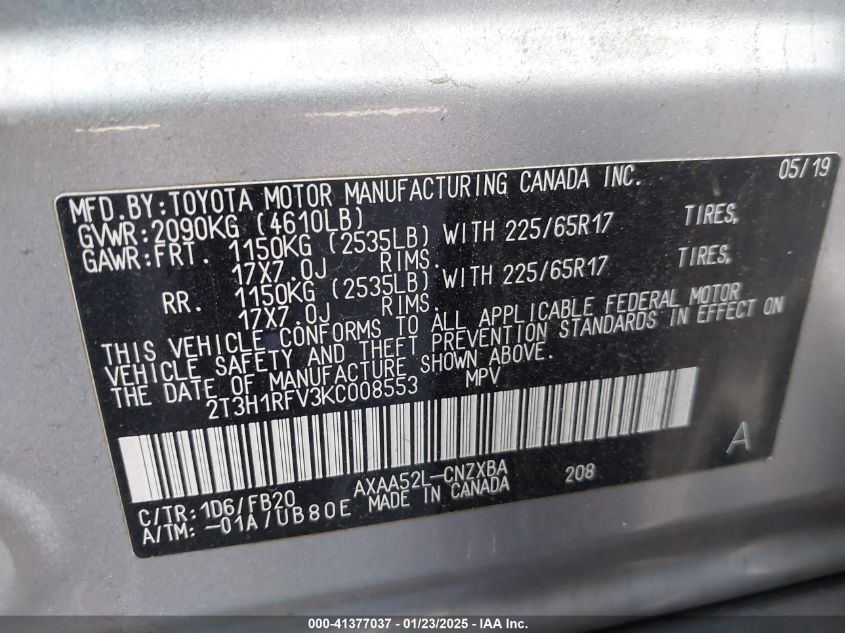 MFD.BY:TOYOTA MOTOR MANUFACTURING CANADA INC. 05/19
GVWR:2090KG (4610LB)
GAWR:FRT. 1150KG (2535LB) WITH 225/65R17 TIRES,
17X7.0J RIMS.
RR. 1150KG (2535LB) WITH 225/65R17 TIRES,
17X7.0J RIMS.
THIS VEHICLE CONFORMS TO ALL APPLICABLE FEDERAL MOTOR
VEHICLE SAFETY AND THEFT PREVENTION STANDARDS IN EFFECT ON
THE DATE OF MANUFACTURE SHOWN ABOVE.
2T3H1RFV3KC008553 MPV
A
AXAA52L-CNZXBA 208
C/TR:1D6/FB20 MADE IN CANADA
A/TM:-01A/UB80E
000-41377037 - 01/23/2025 - IAA Inc.